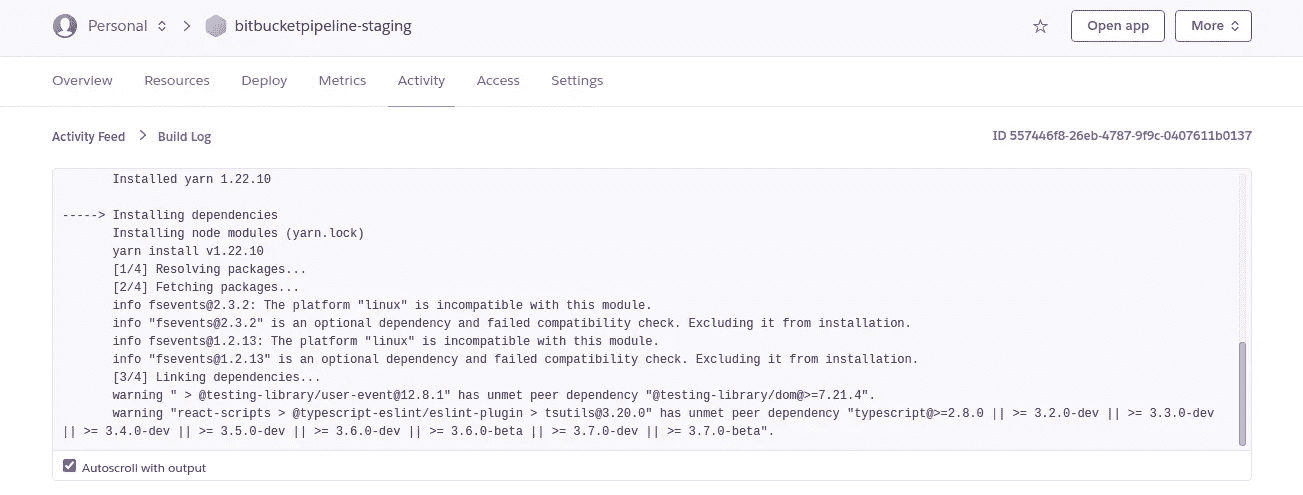 Personal > bitbucketpipeline-staging Open app More
Overview Resources Deploy Metrics Activity Access Settings
Activity Feed > Build Log ID 557446f8-26eb-4787-9f9c-0407611b0137
Installed yarn 1.22.10
-----> Installing dependencies
Installing node modules (yarn.lock)
yarn install v1.22.10
[1/4] Resolving packages...
[2/4] Fetching packages...
info fsevents@2.3.2: The platform "linux" is incompatible with this module.
info "fsevents@2.3.2" is an optional dependency and failed compatibility check. Excluding it from installation.
info fsevents@1.2.13: The platform "linux" is incompatible with this module.
info "fsevents@1.2.13" is an optional dependency and failed compatibility check. Excluding it from installation.
[3/4] Linking dependencies...
warning " > @testing-library/user-event@12.8.1" has unmet peer dependency "@testing-library/dom@>=7.21.4".
warning "react-scripts > @typescript-eslint/eslint-plugin > tsutils@3.20.0" has unmet peer dependency "typescript@>=2.8.0 || >= 3.2.0-dev || >= 3.3.0-dev
|| >= 3.4.0-dev || >= 3.5.0-dev || >= 3.6.0-dev || >= 3.6.0-beta || >= 3.7.0-dev || >= 3.7.0-beta".
Autoscroll with output